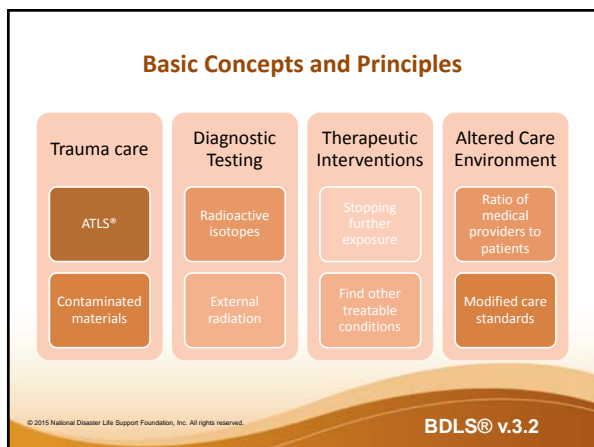 Basic Concepts and Principles
Trauma care
ATLS®
Contaminated
materials
Diagnostic
Testing
Radioactive
isotopes
External
radiation
Therapeutic
Interventions
Stopping
further
exposure
Find other
treatable
conditions
Altered Care
Environment
Ratio of
medical
providers to
patients
Modified care
standards
© 2015 National Disaster Life Support Foundation, Inc. All rights reserved.
BDLS® v.3.2